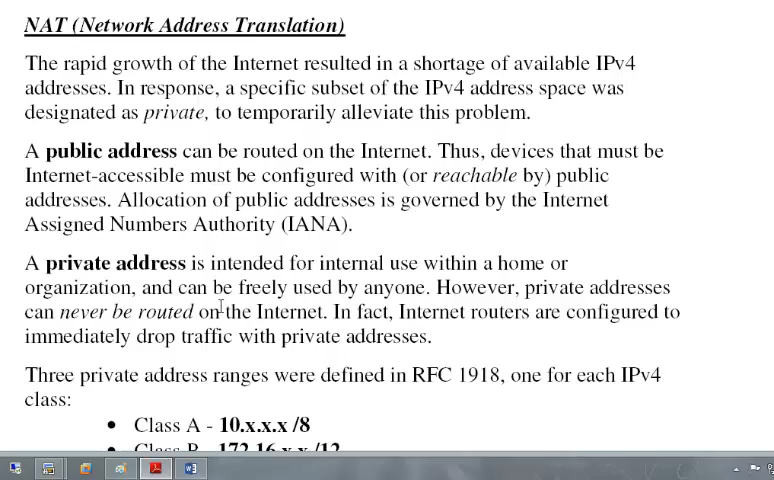 NAT (Network Address Translation)
The rapid growth of the Internet resulted in a shortage of available IPv4
addresses. In response, a specific subset of the IPv4 address space was
designated as private, to temporarily alleviate this problem.
A public address can be routed on the Internet. Thus, devices that must be
Internet-accessible must be configured with (or reachable by) public
addresses. Allocation of public addresses is governed by the Internet
Assigned Numbers Authority (IANA).
A private address is intended for internal use within a home or
organization, and can be freely used by anyone. However, private addresses
can never be routed on the Internet. In fact, Internet routers are configured to
immediately drop traffic with private addresses.
Three private address ranges were defined in RFC 1918, one for each IPv4
class:
• Class A - 10.x.x.x /8
• Class B - 172.16.x.x /12